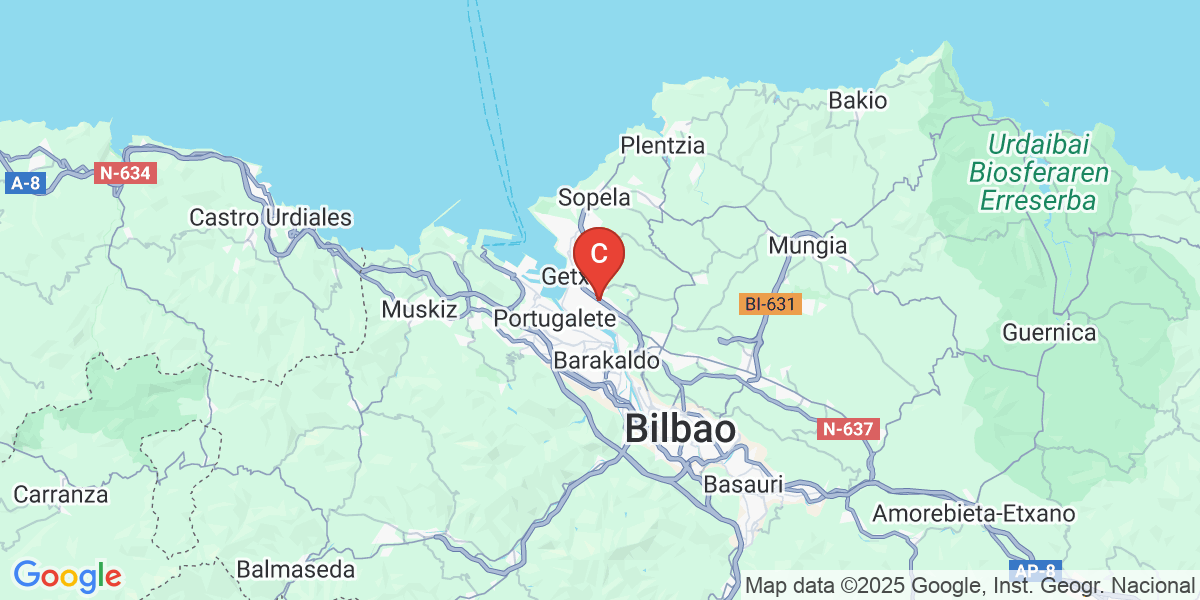 Bakio
Urdaibai
Biosferaren
Erreserba
Plentzia
N-634
A-8
Sopela
Castro Urdiales
Mungia
C
Getx
BI-631
Muskiz
Portugalete
Guernica
Barakaldo
Bilbao
N-637
Basauri
Carranza
Amorebieta-Etxano
Balmaseda
AP-8
Google
Map data ©2025 Google, Inst. Geogr. Nacional